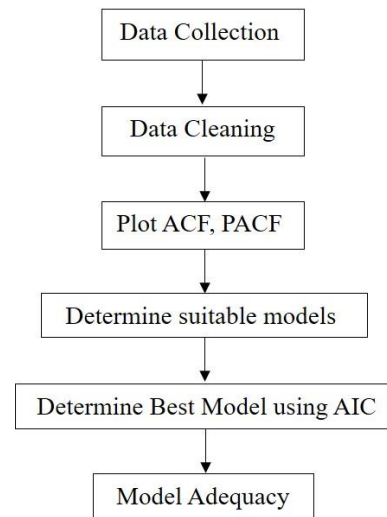 Data Collection
Data Cleaning
Plot ACF, PACF
Determine suitable models
Determine Best Model using AIC
Model Adequacy